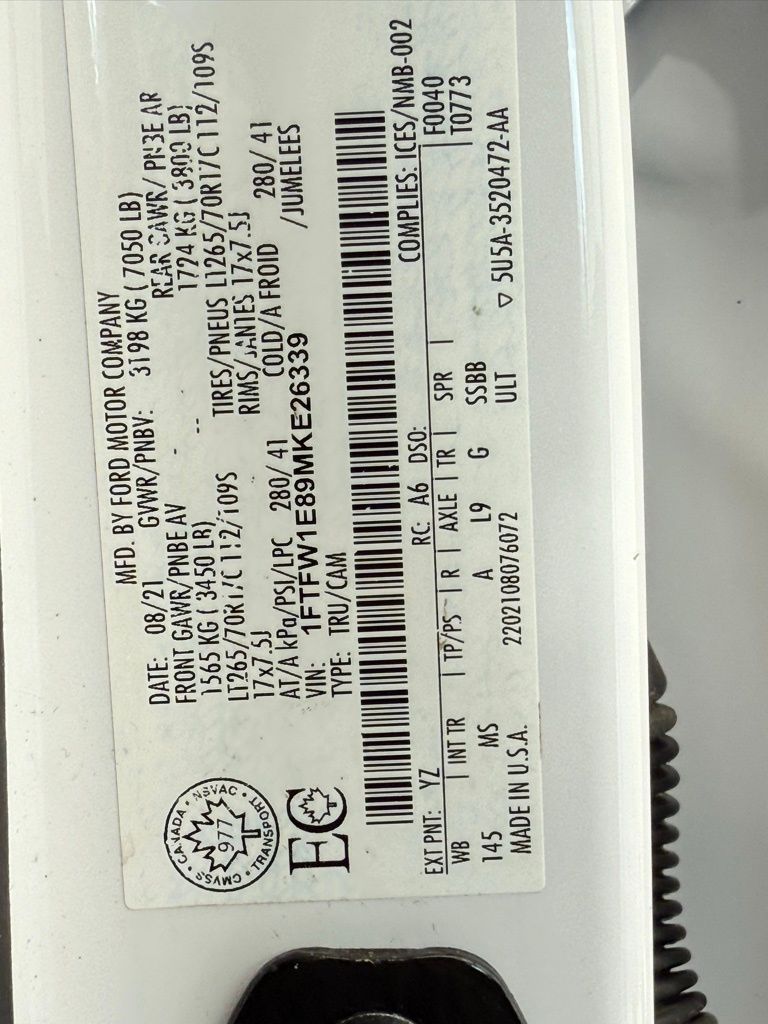 MFD. BY FORD MOTOR COMPANY
DATE: 08/21 GVWR/PNBV: 3198 KG ( 7050 LB)
FRONT GAWR/PNBE AV REAR GAWR/ PNBE AR
1565 KG ( 3450 LB) 1724 KG ( 3800 LB)
LT265/70R17C 112/109S TIRES/PNEUS LT265/70R17C 112/109S
17x7.5J RIMS/JANTES 17x7.5J
AT/A kPa/PSI/LPC 280/ 41 COLD/A FROID 280/ 41
VIN: 1FTFW1E89MKE26339 /JUMELEES
TYPE: TRU/CAM
CANADA • NSVAC • TRANSPORT • CMVSS •
977
EC
COMPLIES: ICES/NMB-002
EXT PNT: YZ RC: A6 DSO: F0040
WB INT TR TP/PS R AXLE TR SPR T0773
145 MS A L9 G SSBB
MADE IN U.S.A. 2202108076072 ULT ▽ 5U5A-3520472-AA